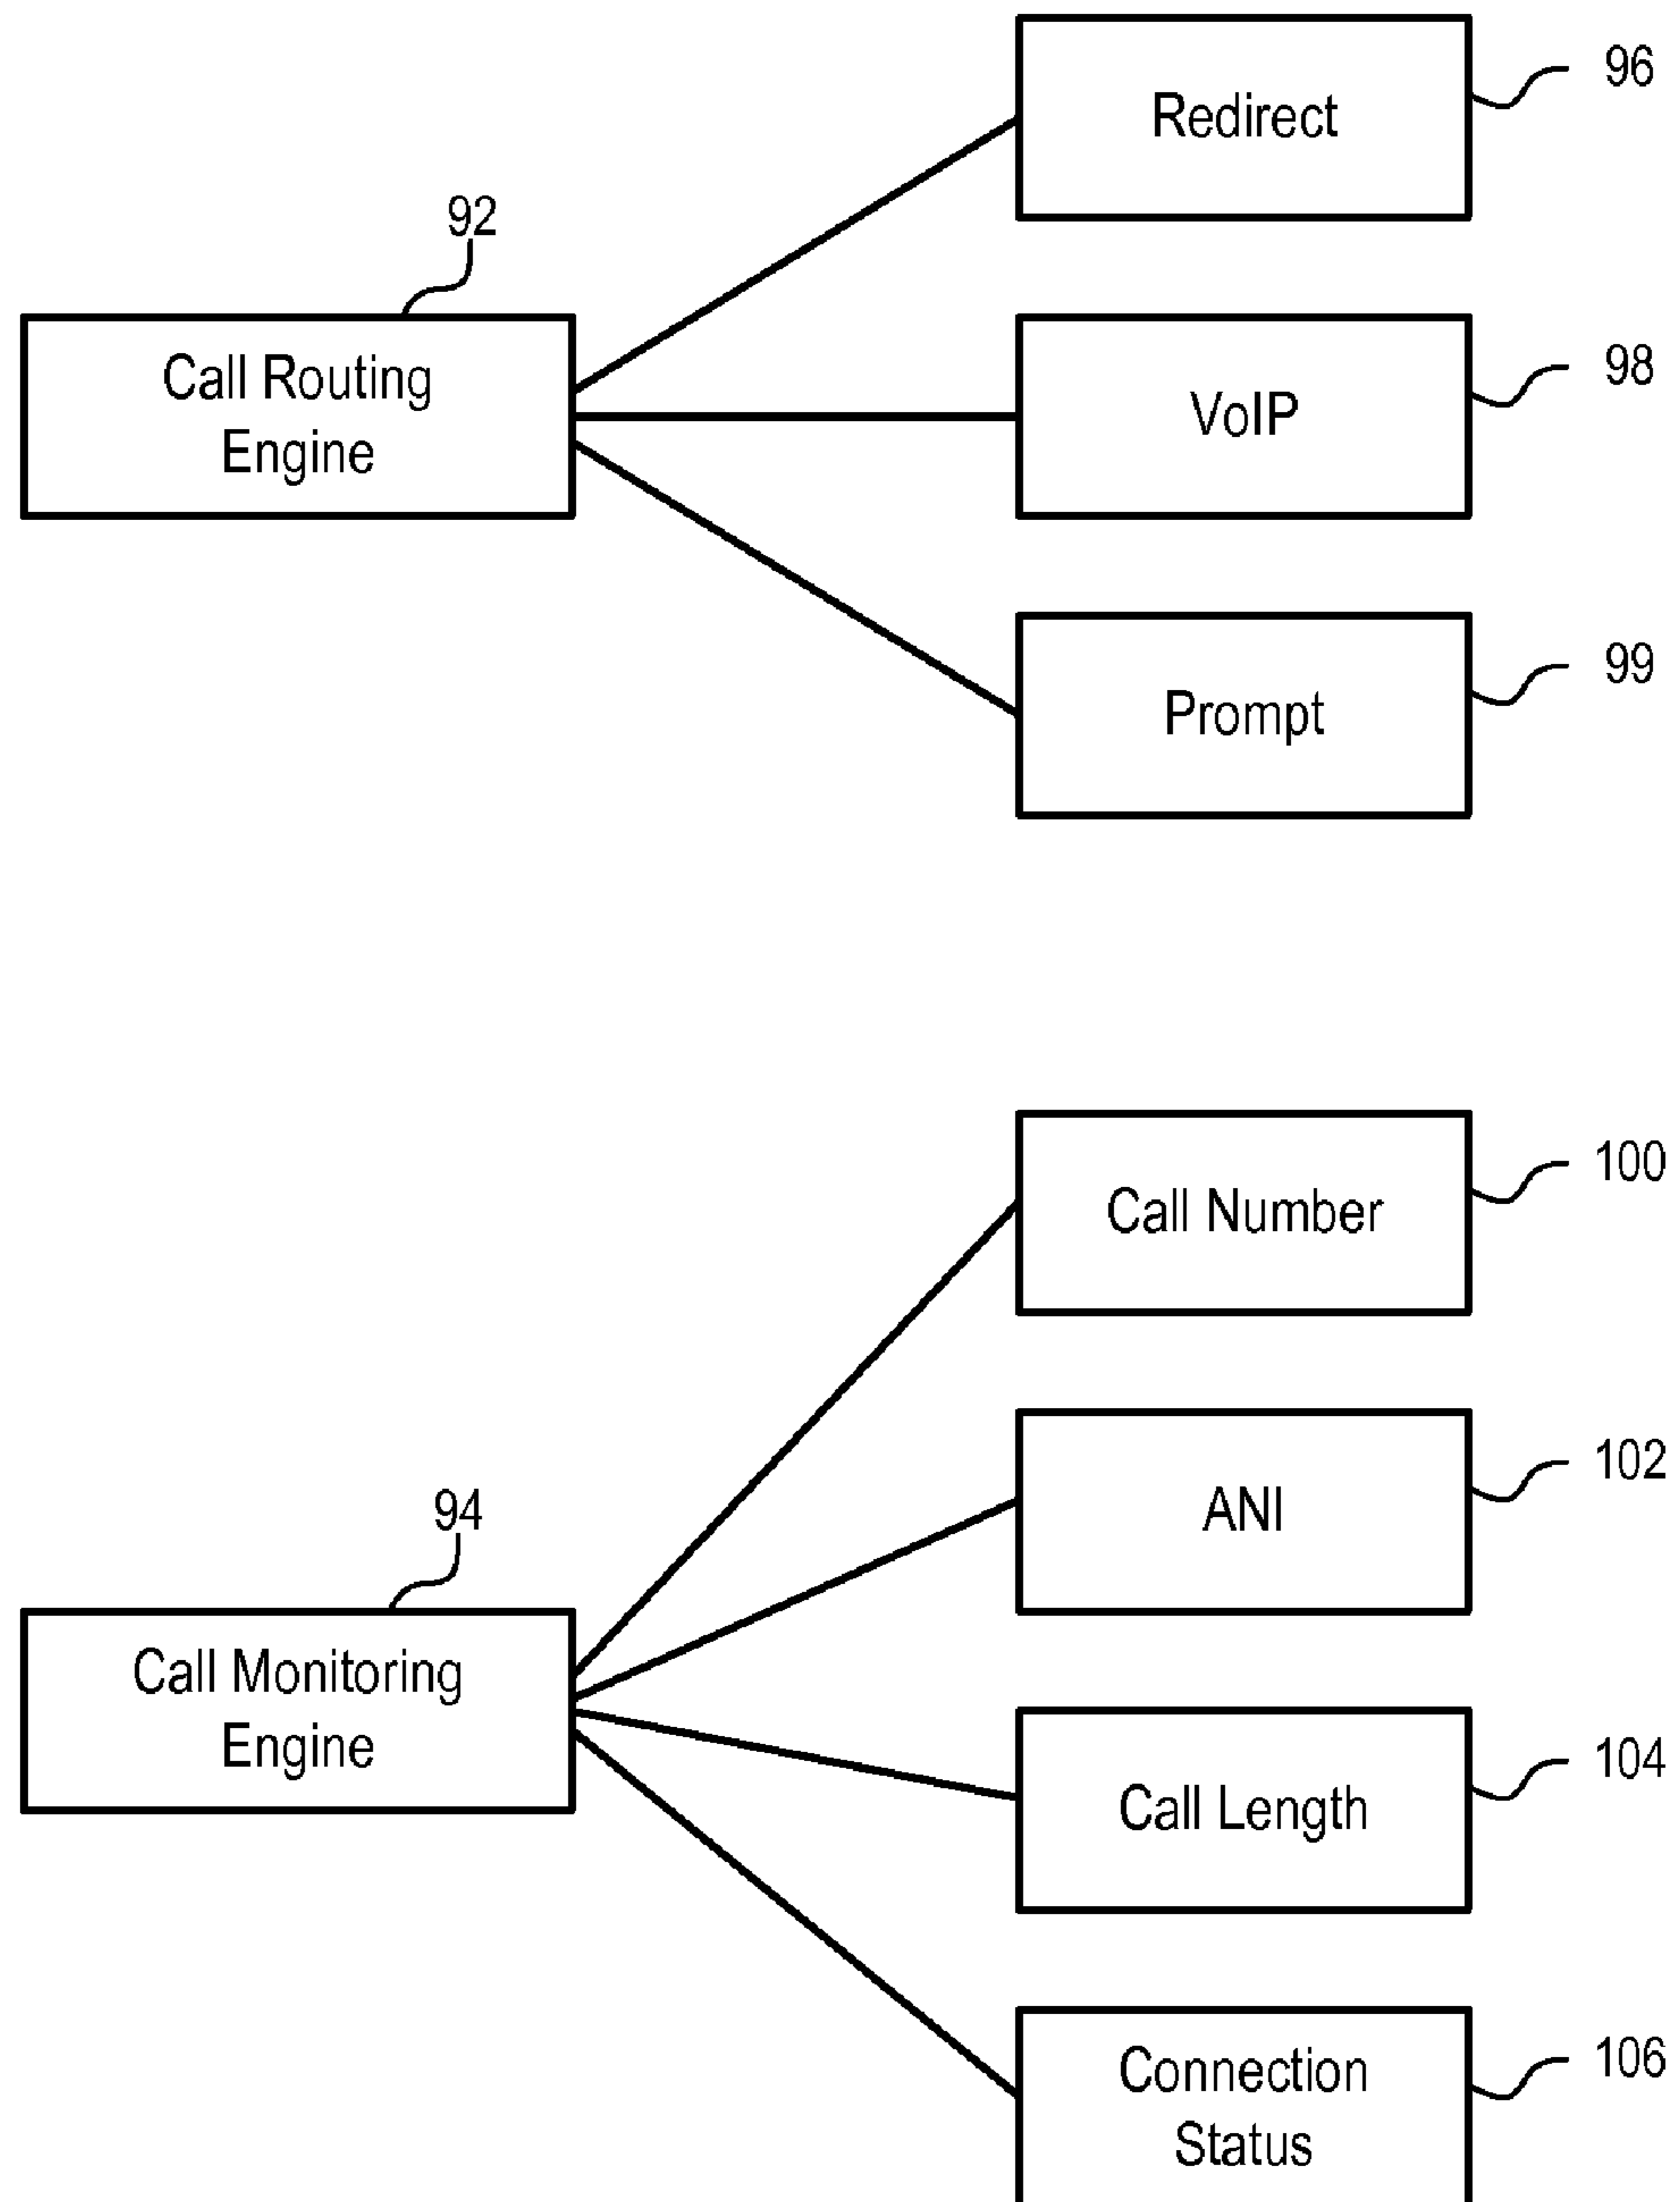 96
Redirect
92
Call Routing
Engine
98
VoIP
99
Prompt
100
Call Number
102
ANI
94
Call Monitoring
Engine
104
Call Length
106
Connection
Status